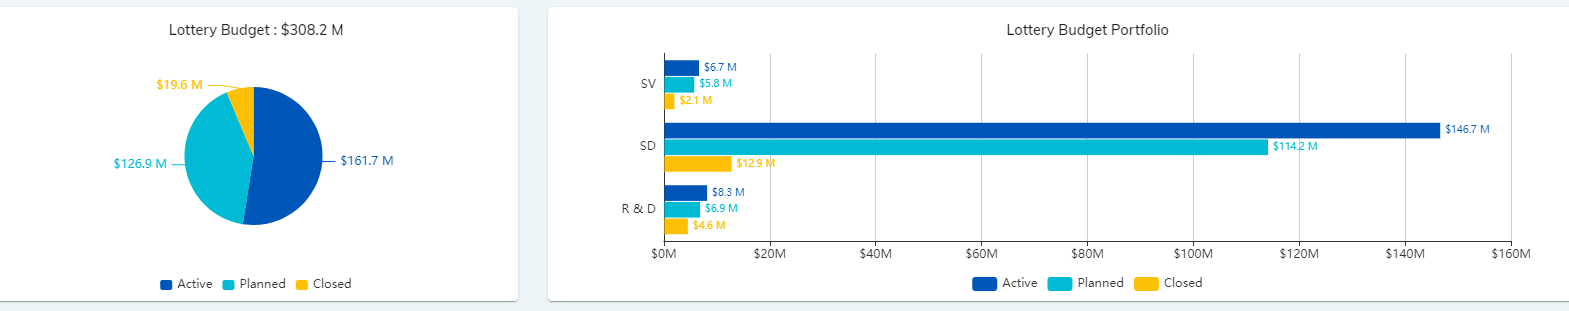 Lottery Budget : $308.2 M
$19.6 M
$126.9 M
$161.7 M
Active Planned Closed
Lottery Budget Portfolio
SV
$6.7 M
$5.8 M
$2.1 M
SD
$146.7 M
$114.2 M
$12.9 M
R & D
$8.3 M
$6.9 M
$4.6 M
$0M $20M $40M $60M $80M $100M $120M $140M $160M
Active Planned Closed